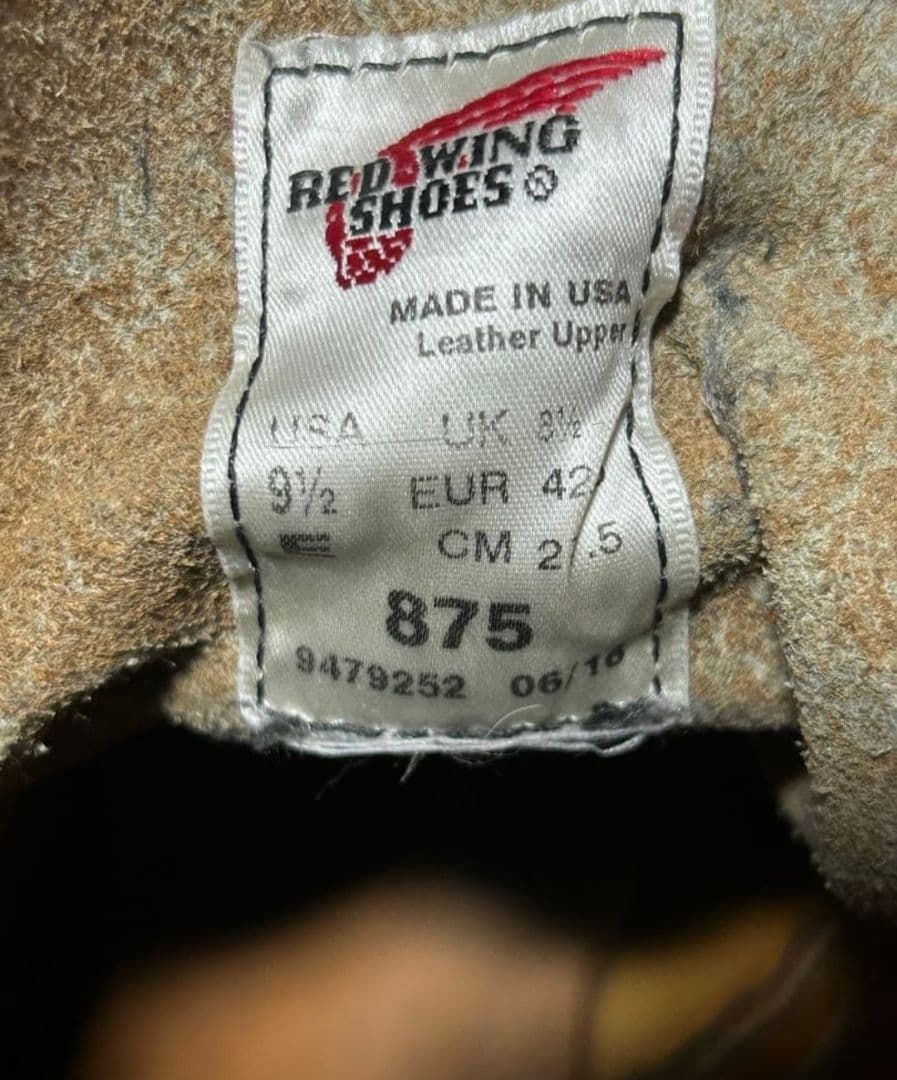 RED WING
SHOES ®
MADE IN USA
Leather Upper
USA UK 8½
9½ EUR 42
CM 2 .5
875
9479252 06/16